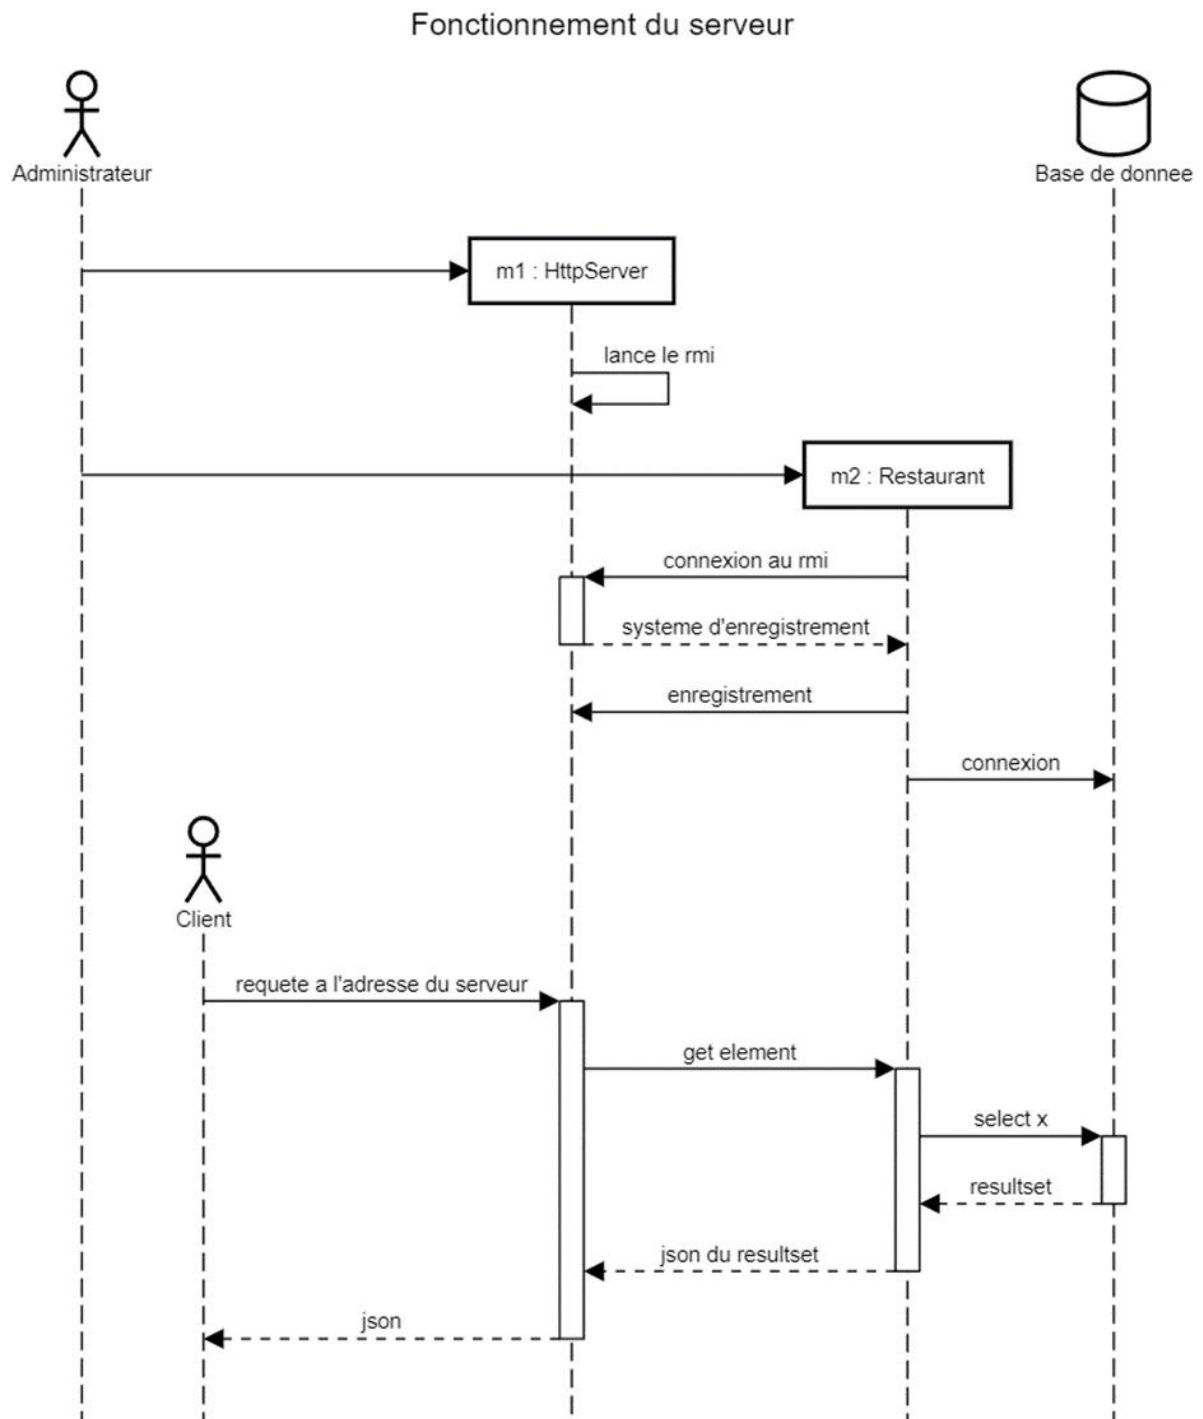 Fonctionnement du serveur
Administrateur
Base de donnee
m1 : HttpServer
lance le rmi
m2 : Restaurant
connexion au rmi
systeme d'enregistrement
enregistrement
connexion
Client
requete a l'adresse du serveur
get element
select x
resultset
json du resultset
json